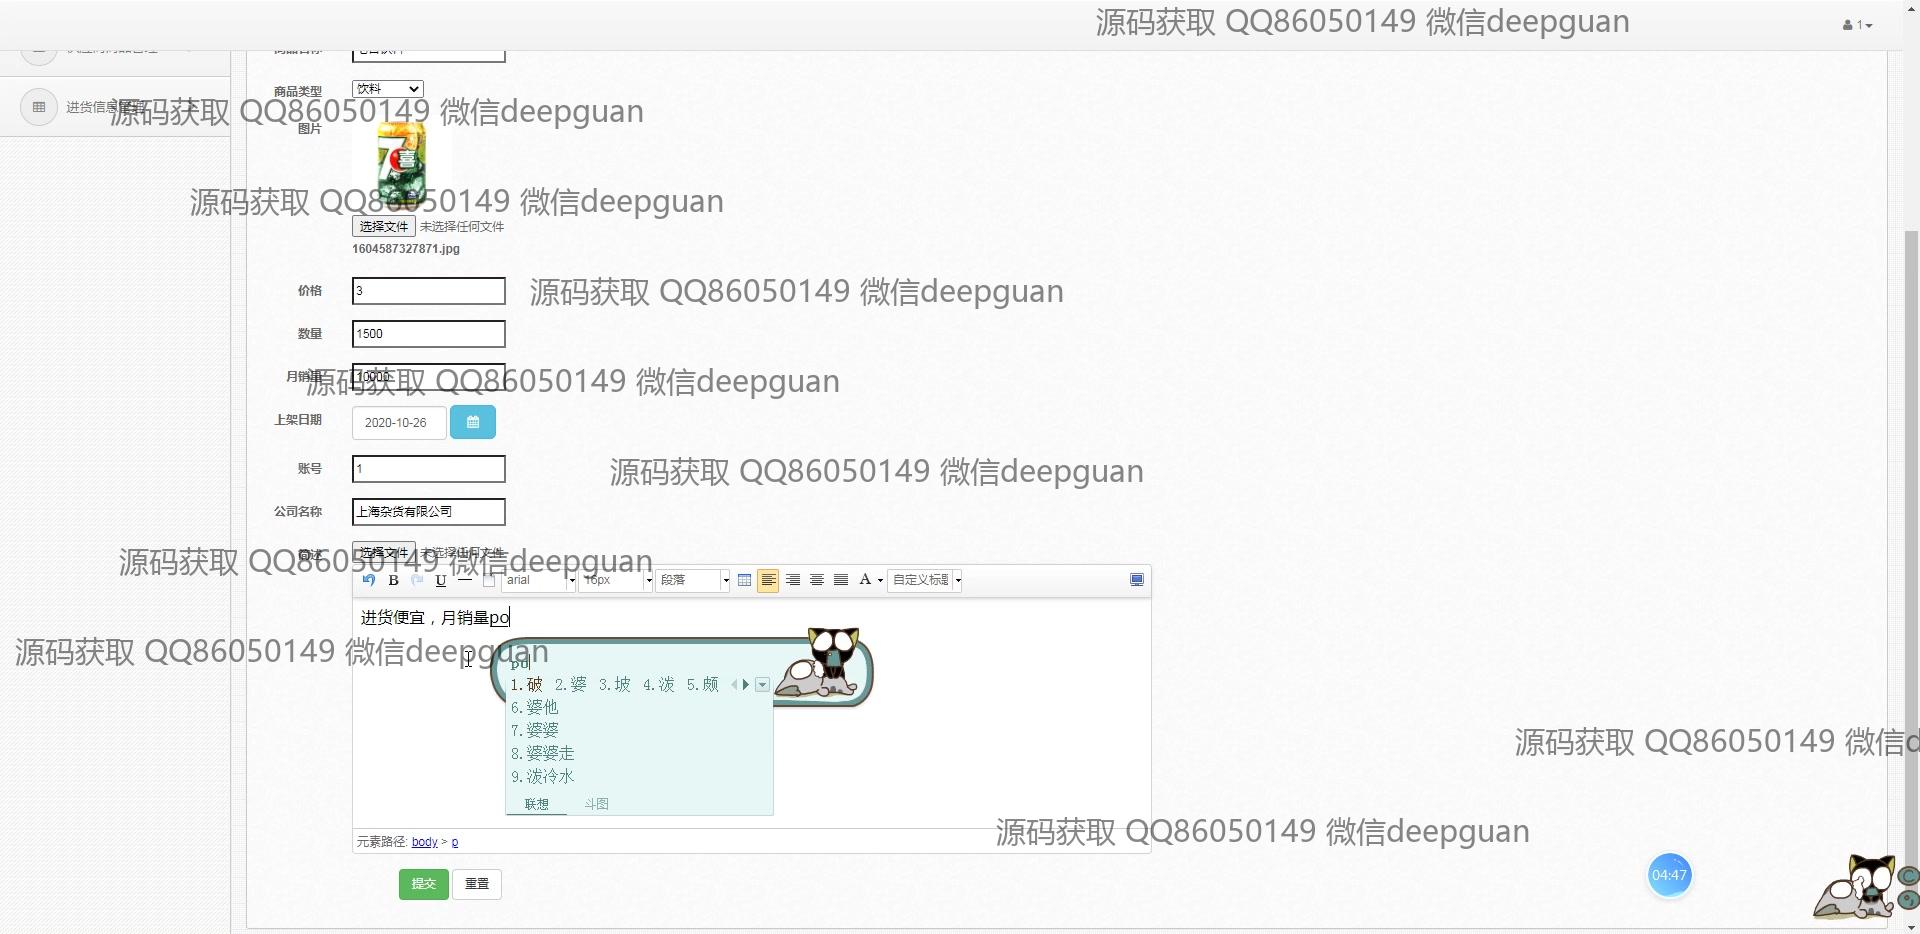 源码获取 QQ86050149 微信deepguan
1
商品类型
饮料
进货信息管理
源码获取 QQ86050149 微信deepguan
图片
7喜
源码获取 QQ86050149 微信deepguan
选择文件 未选择任何文件
1604587327871.jpg
价格
3
源码获取 QQ86050149 微信deepguan
数量
1500
月销量
10000
源码获取 QQ86050149 微信deepguan
上架日期
2020-10-26
账号
1
源码获取 QQ86050149 微信deepguan
公司名称
上海杂货有限公司
简述
选择文件 未选择任何文件
源码获取 QQ86050149 微信deepguan
B U arial 16px 段落 A 自定义标题
进货便宜，月销量po
源码获取 QQ86050149 微信deepguan
po
1.破 2.婆 3.坡 4.泼 5.颇
6.婆他
7.婆婆
8.婆婆走
9.泼冷水
联想 斗图
源码获取 QQ86050149 微信d
源码获取 QQ86050149 微信deepguan
元素路径: body > p
提交 重置
04:47